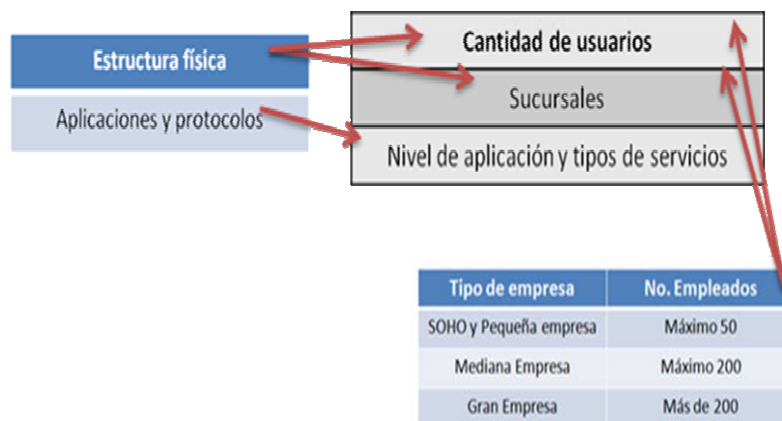 Estructura física
Aplicaciones y protocolos
Cantidad de usuarios
Sucursales
Nivel de aplicación y tipos de servicios
Tipo de empresa No. Empleados
SOHO y Pequeña empresa Máximo 50
Mediana Empresa Máximo 200
Gran Empresa Más de 200